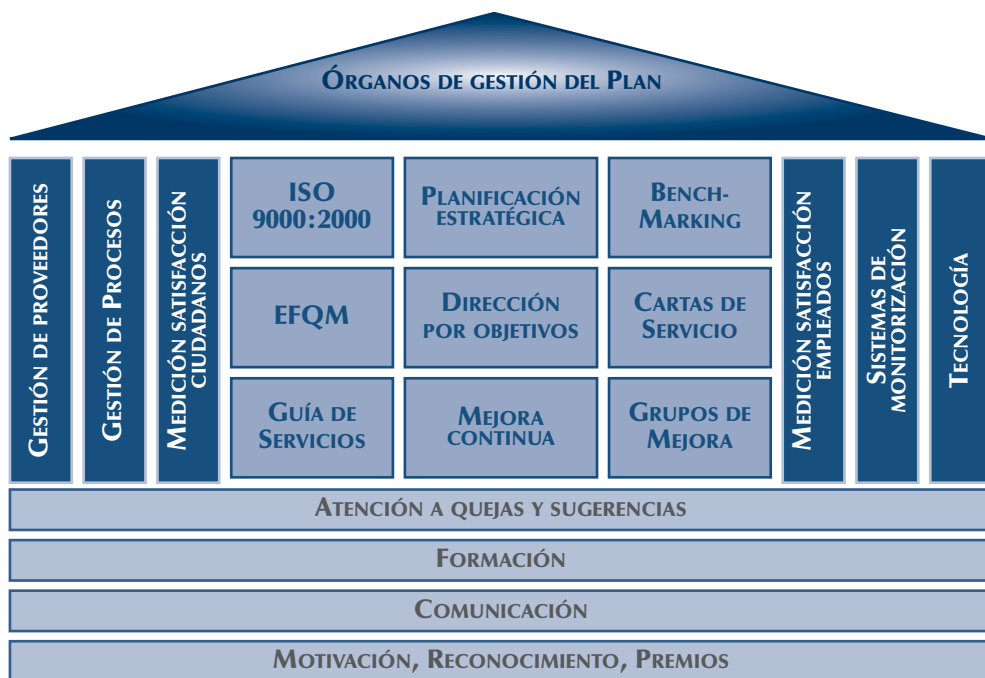 ÓRGANOS DE GESTIÓN DEL PLAN
GESTIÓN DE PROVEEDORES
GESTIÓN DE PROCESOS
MEDICIÓN SATISFACCIÓN
CIUDADANOS
ISO
9000:2000
PLANIFICACIÓN
ESTRATÉGICA
BENCH-
MARKING
EFQM
DIRECCIÓN
POR OBJETIVOS
CARTAS DE
SERVICIO
GUÍA DE
SERVICIOS
MEJORA
CONTINUA
GRUPOS DE
MEJORA
MEDICIÓN SATISFACCIÓN
EMPLEADOS
SISTEMAS DE
MONITORIZACIÓN
TECNOLOGÍA
ATENCIÓN A QUEJAS Y SUGERENCIAS
FORMACIÓN
COMUNICACIÓN
MOTIVACIÓN, RECONOCIMIENTO, PREMIOS